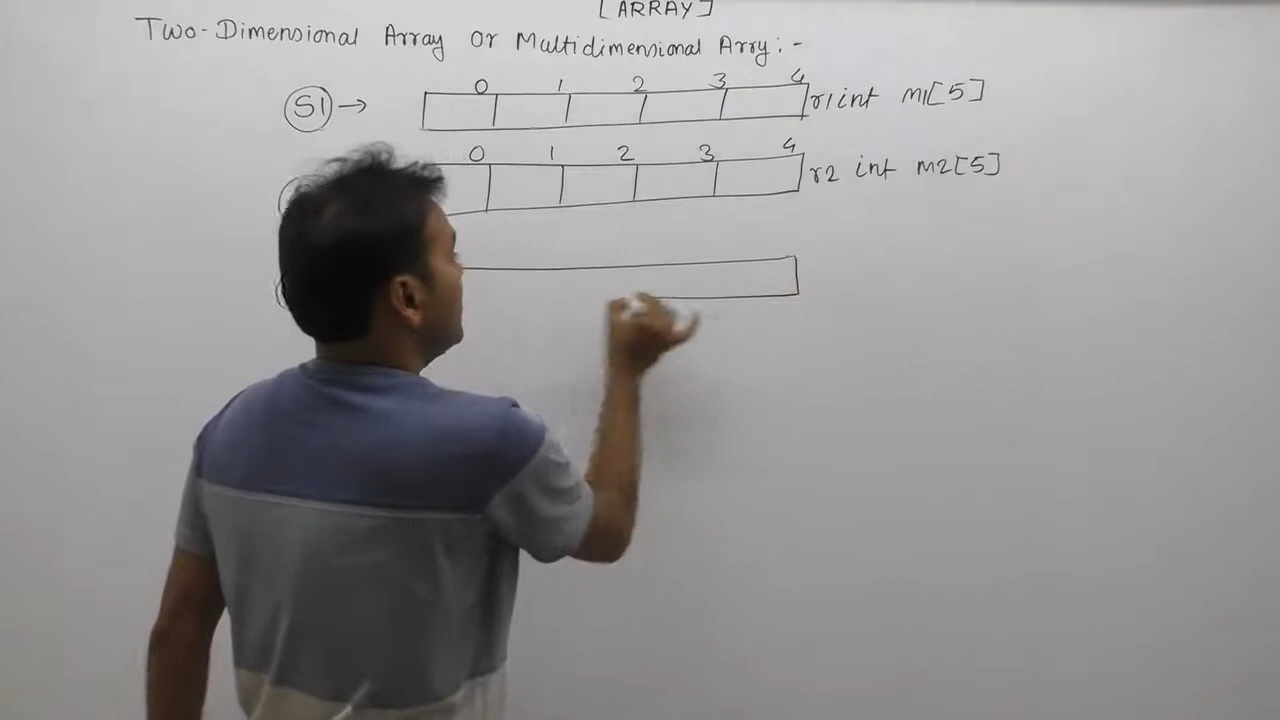 [ARRAY]
Two-Dimensional Array Or Multidimensional Arry:-
0 1 2 3 4
S1 → r1 int m1[5]
0 1 2 3 4
r2 int m2[5]